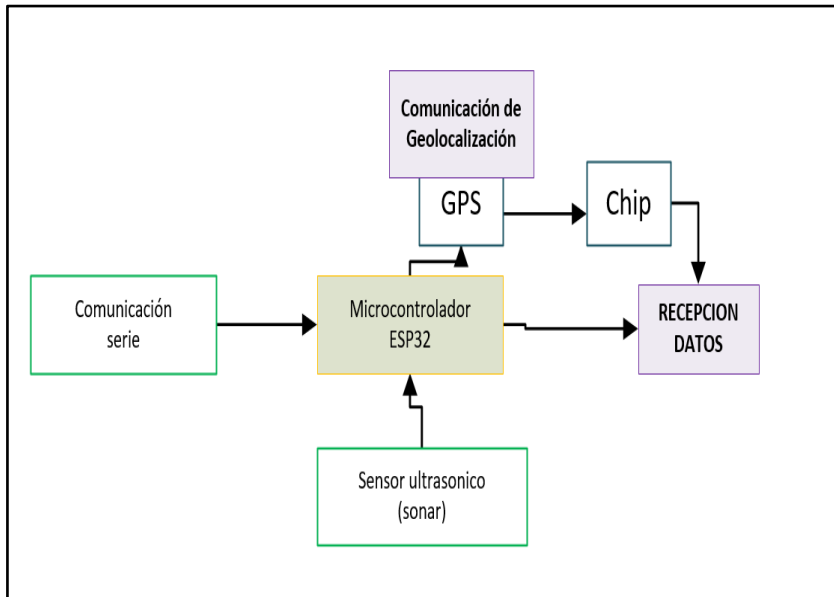 Comunicación de
Geolocalización
GPS
Chip
Comunicación
serie
Microcontrolador
ESP32
RECEPCION
DATOS
Sensor ultrasonico
(sonar)